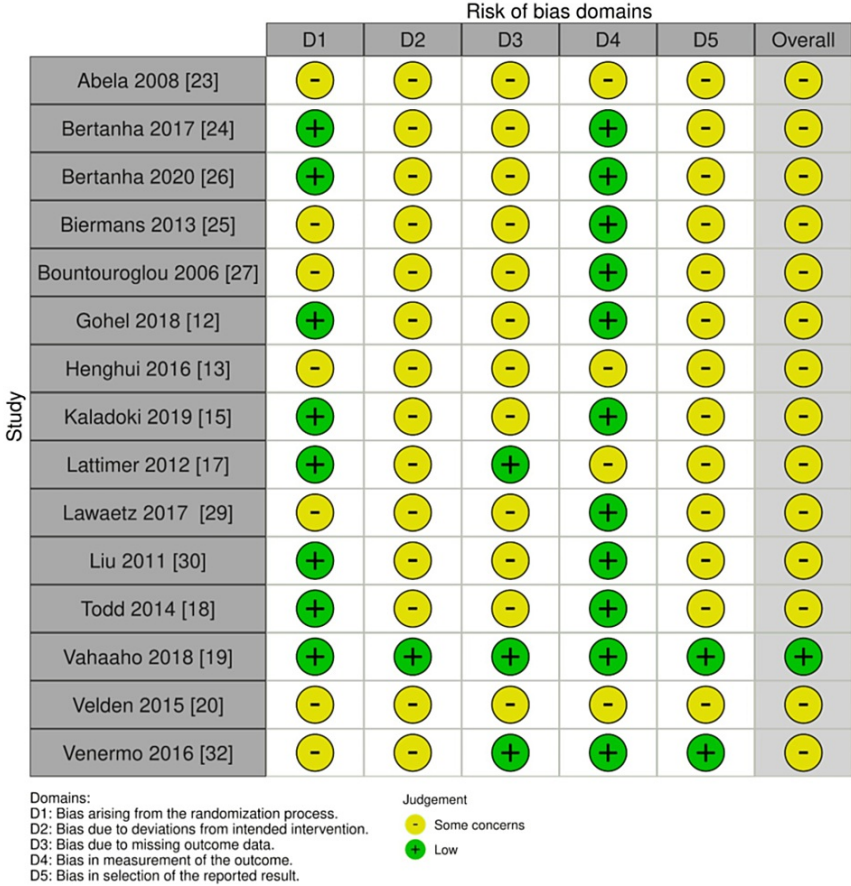 Risk of bias domains
D1 D2 D3 D4 D5 Overall
Study
Abela 2008 [23] - - - - - -
Bertanha 2017 [24] + - - + - -
Bertanha 2020 [26] + - - + - -
Biermans 2013 [25] - - - + - -
Bountouroglou 2006 [27] - - - + - -
Gohel 2018 [12] + - - + - -
Henghui 2016 [13] - - - - - -
Kaladoki 2019 [15] + - - + - -
Lattimer 2012 [17] + - + - - -
Lawaetz 2017 [29] - - - + - -
Liu 2011 [30] + - - + - -
Todd 2014 [18] + - - + - -
Vahaaho 2018 [19] + + + + + +
Velden 2015 [20] - - - - - -
Venermo 2016 [32] - - + + + -
Domains:
D1: Bias arising from the randomization process.
D2: Bias due to deviations from intended intervention.
D3: Bias due to missing outcome data.
D4: Bias in measurement of the outcome.
D5: Bias in selection of the reported result.
Judgement
- Some concerns
+ Low